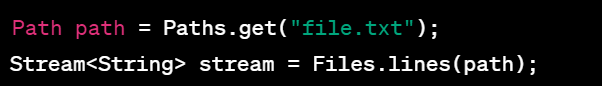 Path path = Paths.get("file.txt");
Stream<String> stream = Files.lines(path);